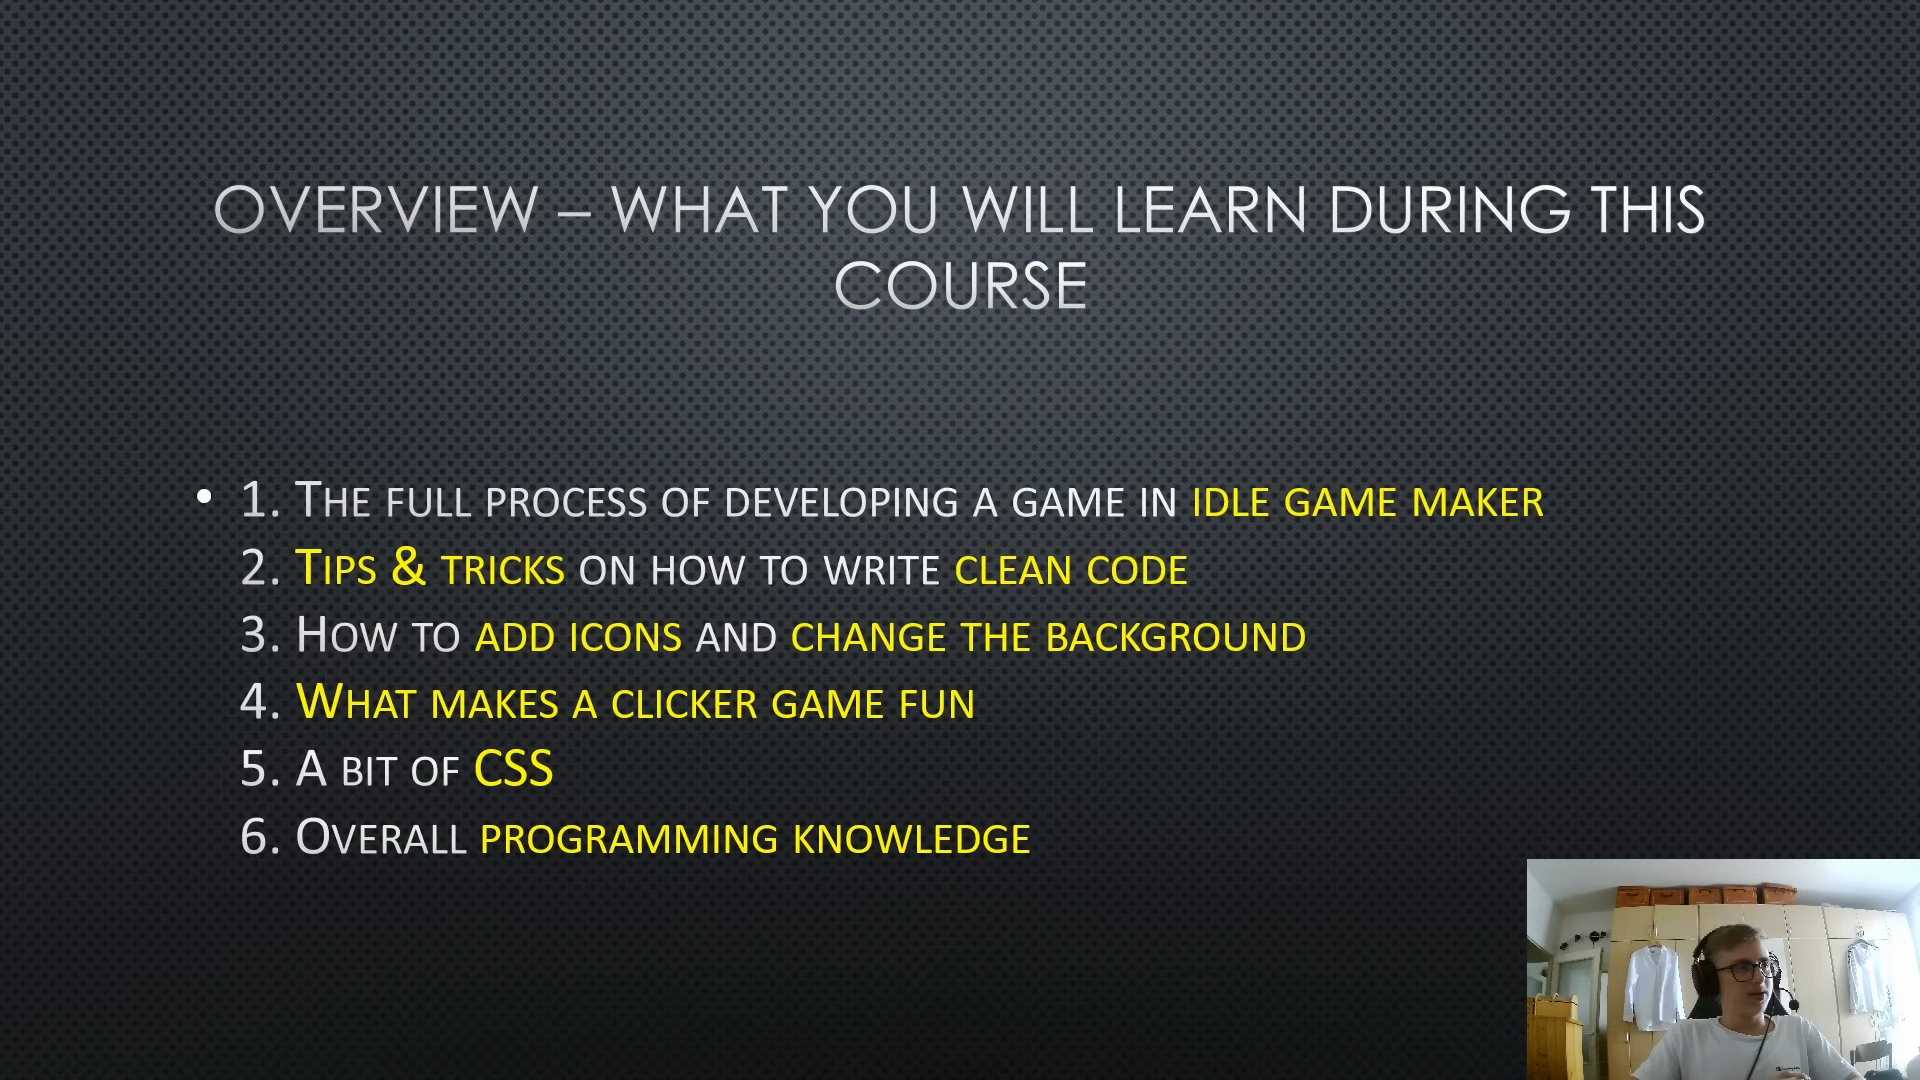 OVERVIEW – WHAT YOU WILL LEARN DURING THIS
COURSE
• 1. THE FULL PROCESS OF DEVELOPING A GAME IN IDLE GAME MAKER
2. TIPS & TRICKS ON HOW TO WRITE CLEAN CODE
3. HOW TO ADD ICONS AND CHANGE THE BACKGROUND
4. WHAT MAKES A CLICKER GAME FUN
5. A BIT OF CSS
6. OVERALL PROGRAMMING KNOWLEDGE